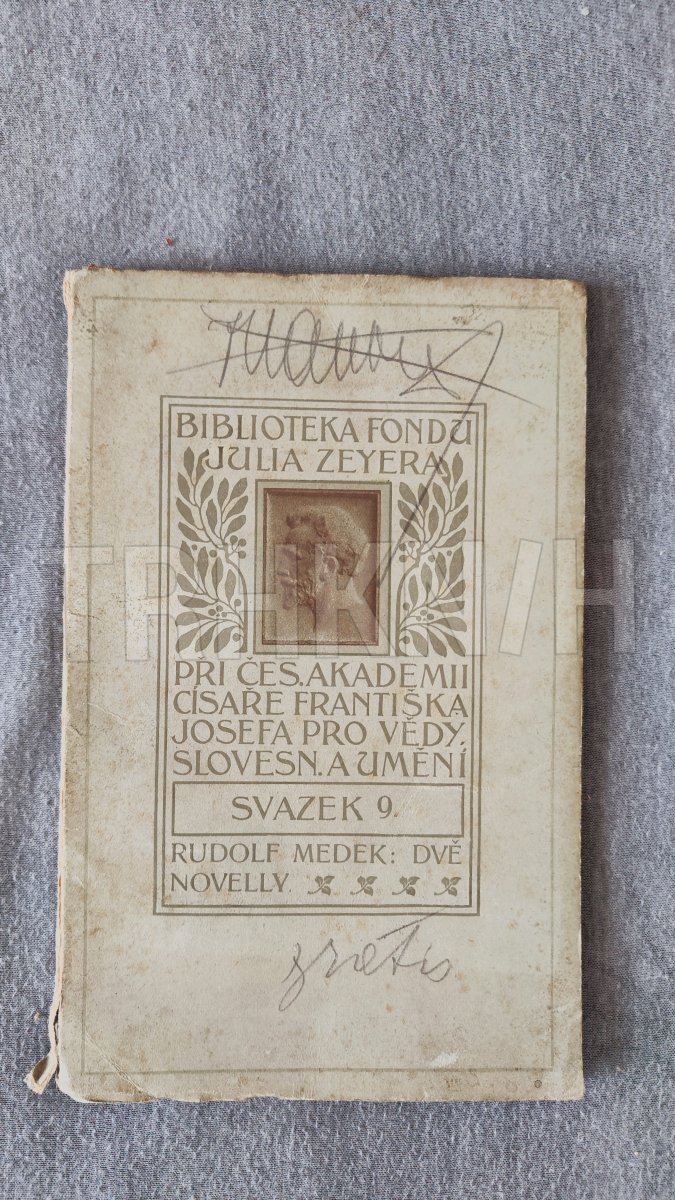 BIBLIOTEKA FONDU
JULIA ZEYERA
PŘI ČES. AKADEMII
CÍSAŘE FRANTIŠKA
JOSEFA PRO VĚDY,
SLOVESN. A UMĚNÍ
SVAZEK 9.
RUDOLF MEDEK: DVĚ
NOVELLY.
gratis